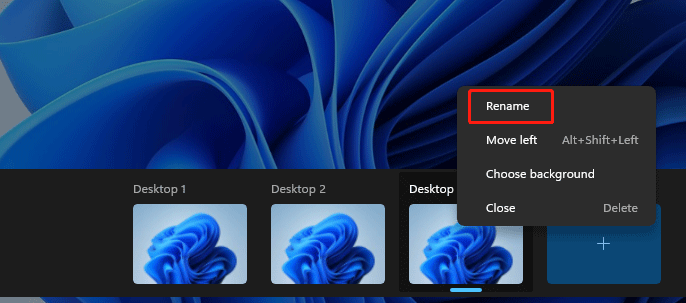 Rename
Move left Alt+Shift+Left
Choose background
Desktop 1 Desktop 2 Desktop
Close Delete